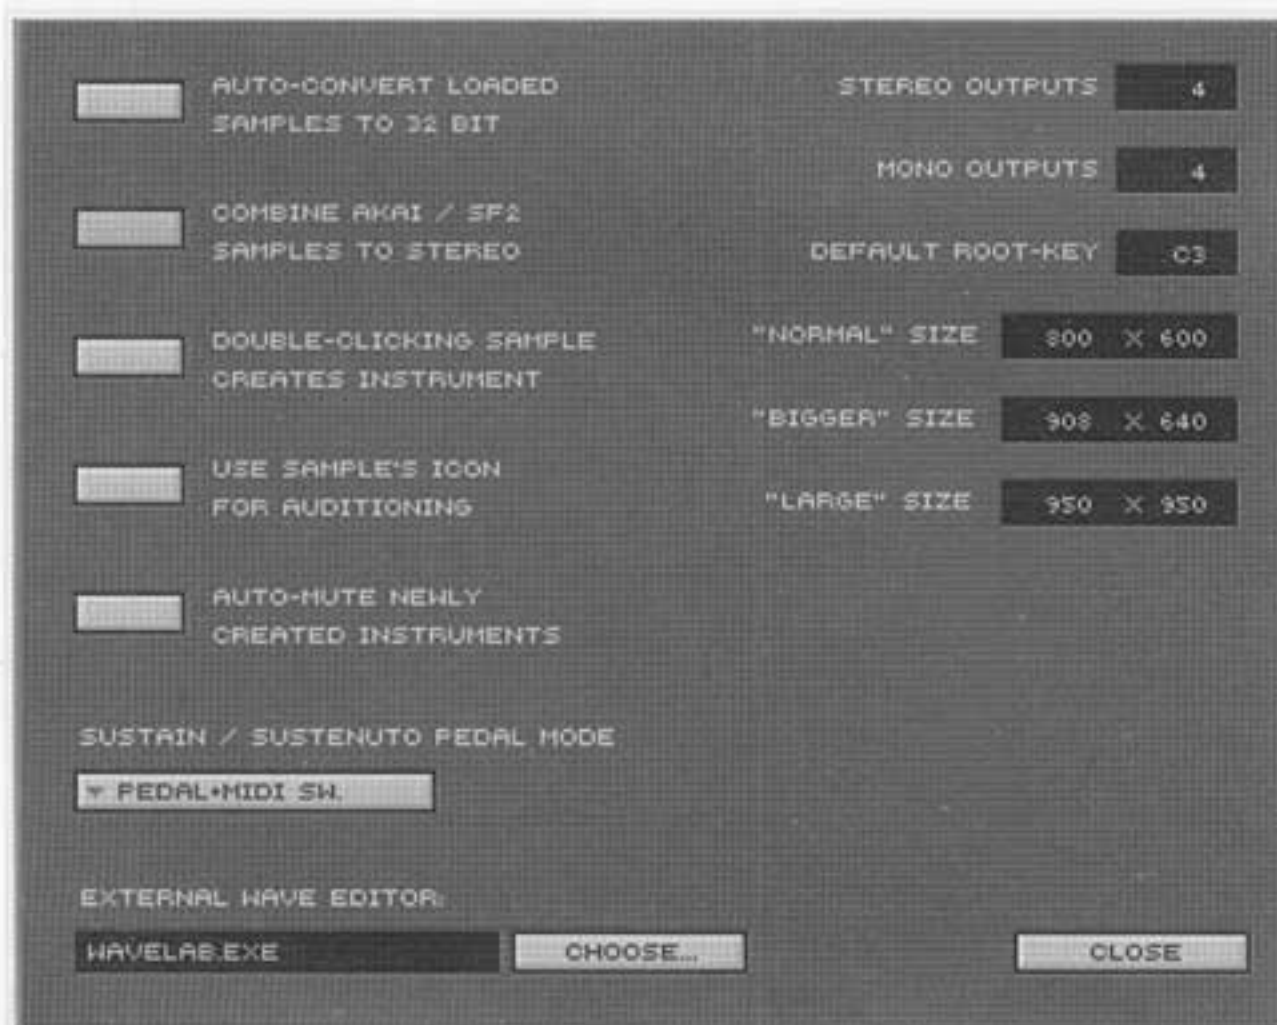 AUTO-CONVERT LOADED
SAMPLES TO 32 BIT
COMBINE AKAI / SF2
SAMPLES TO STEREO
DOUBLE-CLICKING SAMPLE
CREATES INSTRUMENT
USE SAMPLE'S ICON
FOR AUDITIONING
AUTO-MUTE NEWLY
CREATED INSTRUMENTS
SUSTAIN / SUSTENUTO PEDAL MODE
PEDAL+MIDI SW.
EXTERNAL WAVE EDITOR:
WAVELAB.EXE CHOOSE...
STEREO OUTPUTS 4
MONO OUTPUTS 4
DEFAULT ROOT-KEY C3
"NORMAL" SIZE 800 X 600
"BIGGER" SIZE 908 X 640
"LARGE" SIZE 950 X 950
CLOSE